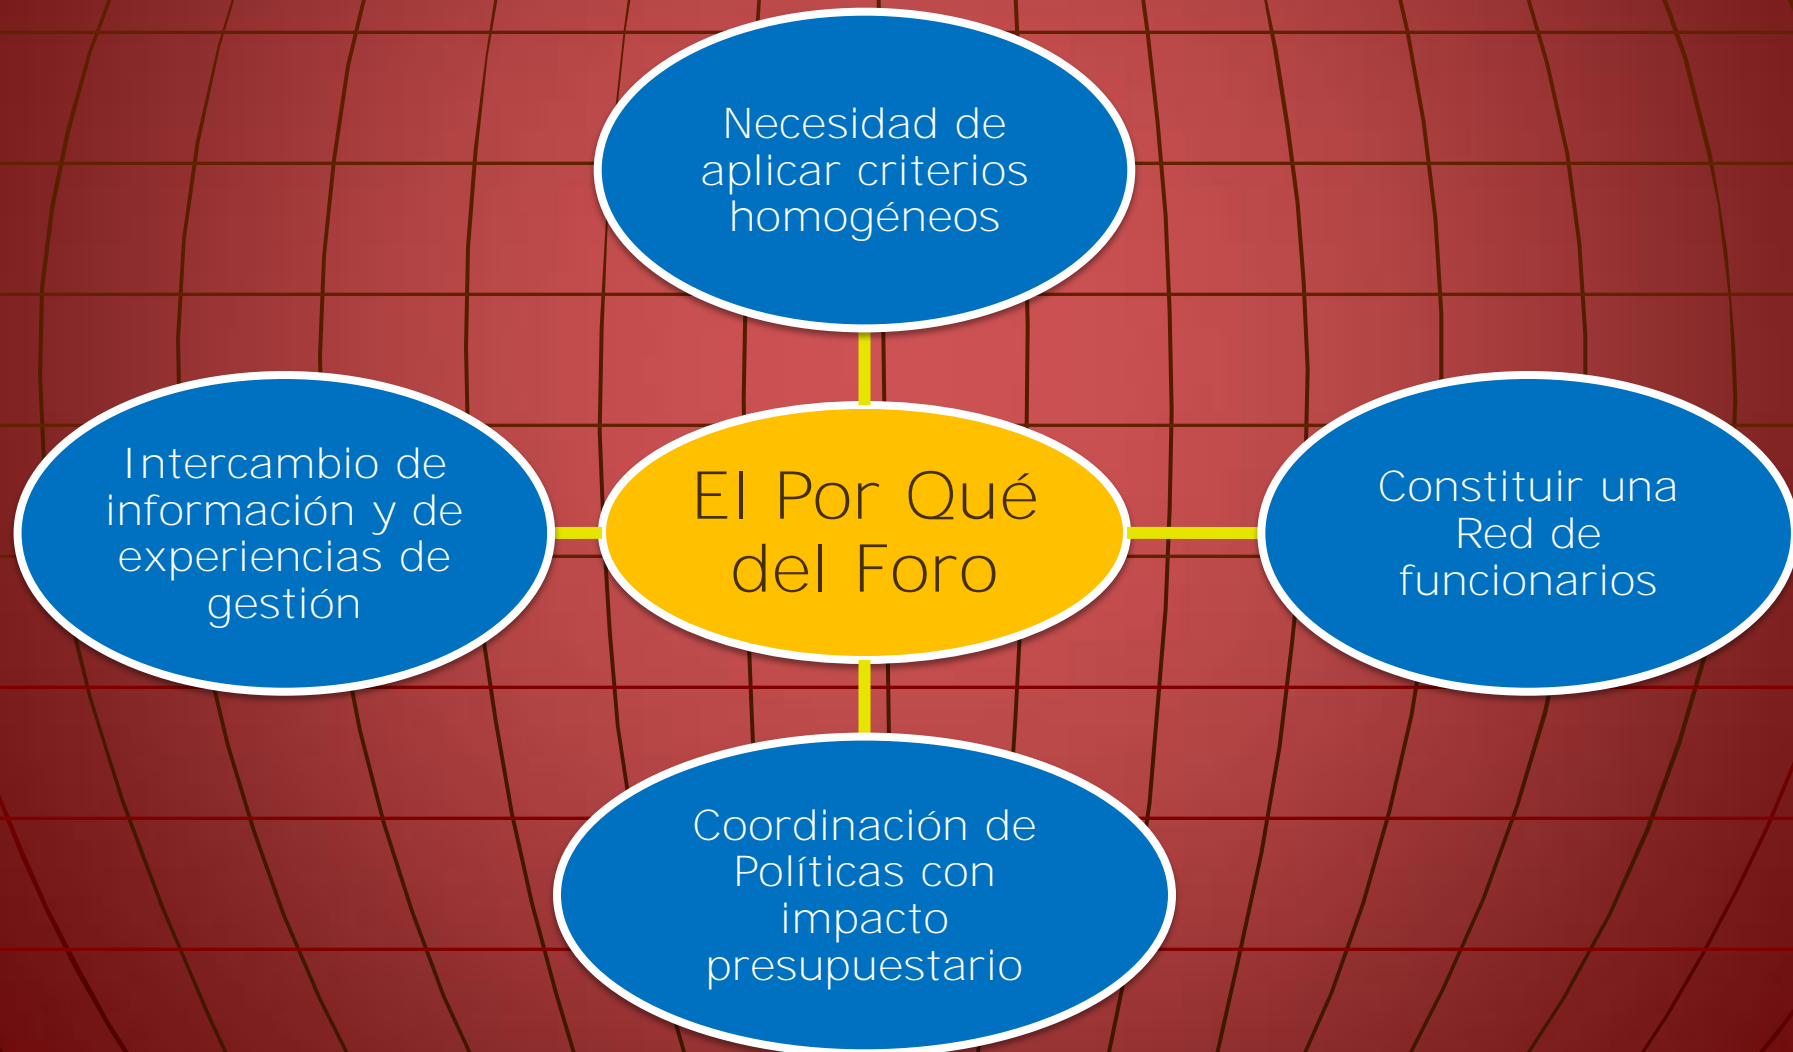 Necesidad de
aplicar criterios
homogéneos
Intercambio de
información y de
experiencias de
gestión
El Por Qué
del Foro
Constituir una
Red de
funcionarios
Coordinación de
Políticas con
impacto
presupuestario